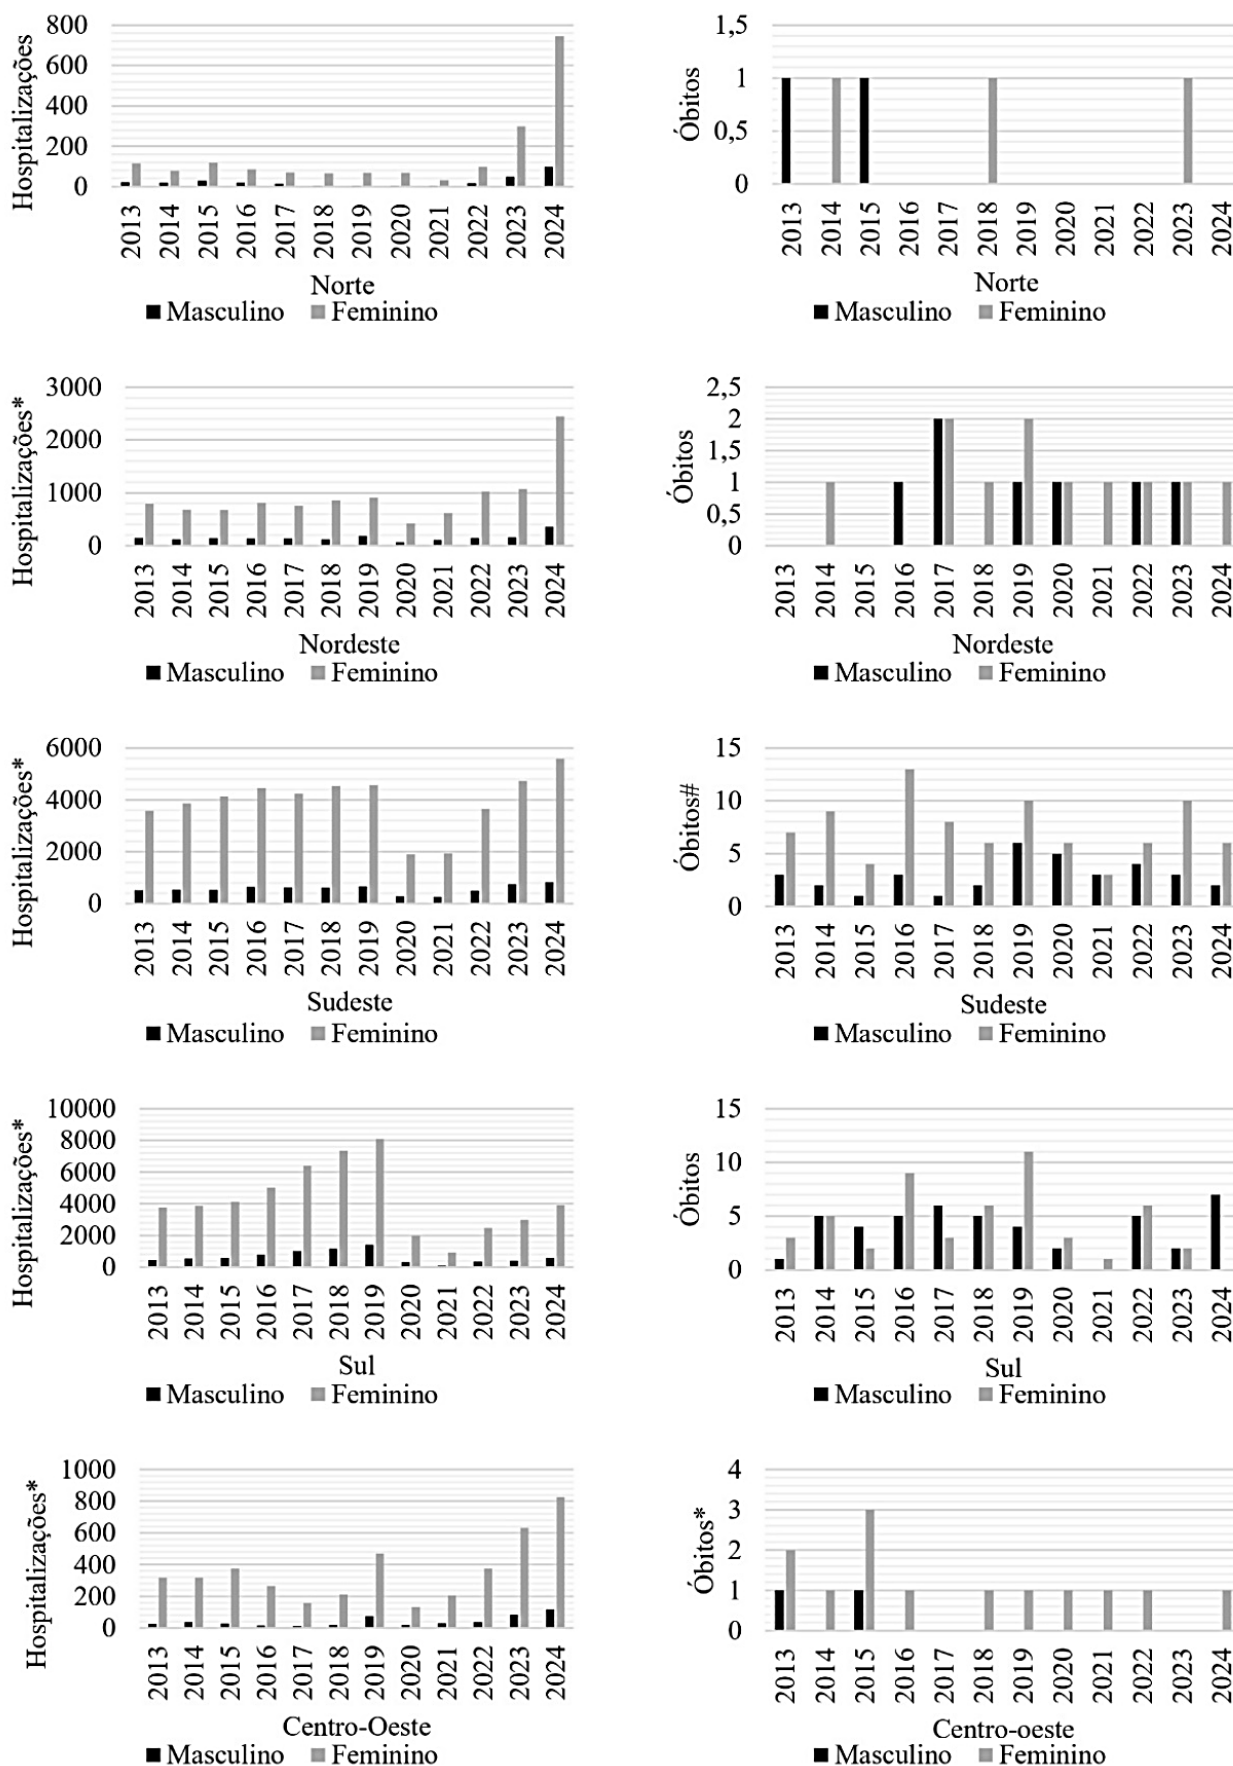 Hospitalizações
800
600
400
200
0
2013 2014 2015 2016 2017 2018 2019 2020 2021 2022 2023 2024
Norte
Masculino Feminino
Óbitos
1,5
1
0,5
0
2013 2014 2015 2016 2017 2018 2019 2020 2021 2022 2023 2024
Norte
Masculino Feminino
Hospitalizações*
3000
2000
1000
0
2013 2014 2015 2016 2017 2018 2019 2020 2021 2022 2023 2024
Nordeste
Masculino Feminino
Óbitos
2,5
2
1,5
1
0,5
0
2013 2014 2015 2016 2017 2018 2019 2020 2021 2022 2023 2024
Nordeste
Masculino Feminino
Hospitalizações*
6000
4000
2000
0
2013 2014 2015 2016 2017 2018 2019 2020 2021 2022 2023 2024
Sudeste
Masculino Feminino
Óbitos#
15
10
5
0
2013 2014 2015 2016 2017 2018 2019 2020 2021 2022 2023 2024
Sudeste
Masculino Feminino
Hospitalizações*
10000
8000
6000
4000
2000
0
2013 2014 2015 2016 2017 2018 2019 2020 2021 2022 2023 2024
Sul
Masculino Feminino
Óbitos
15
10
5
0
2013 2014 2015 2016 2017 2018 2019 2020 2021 2022 2023 2024
Sul
Masculino Feminino
Hospitalizações*
1000
800
600
400
200
0
2013 2014 2015 2016 2017 2018 2019 2020 2021 2022 2023 2024
Centro-Oeste
Masculino Feminino
Óbitos*
4
3
2
1
0
2013 2014 2015 2016 2017 2018 2019 2020 2021 2022 2023 2024
Centro-oeste
Masculino Feminino